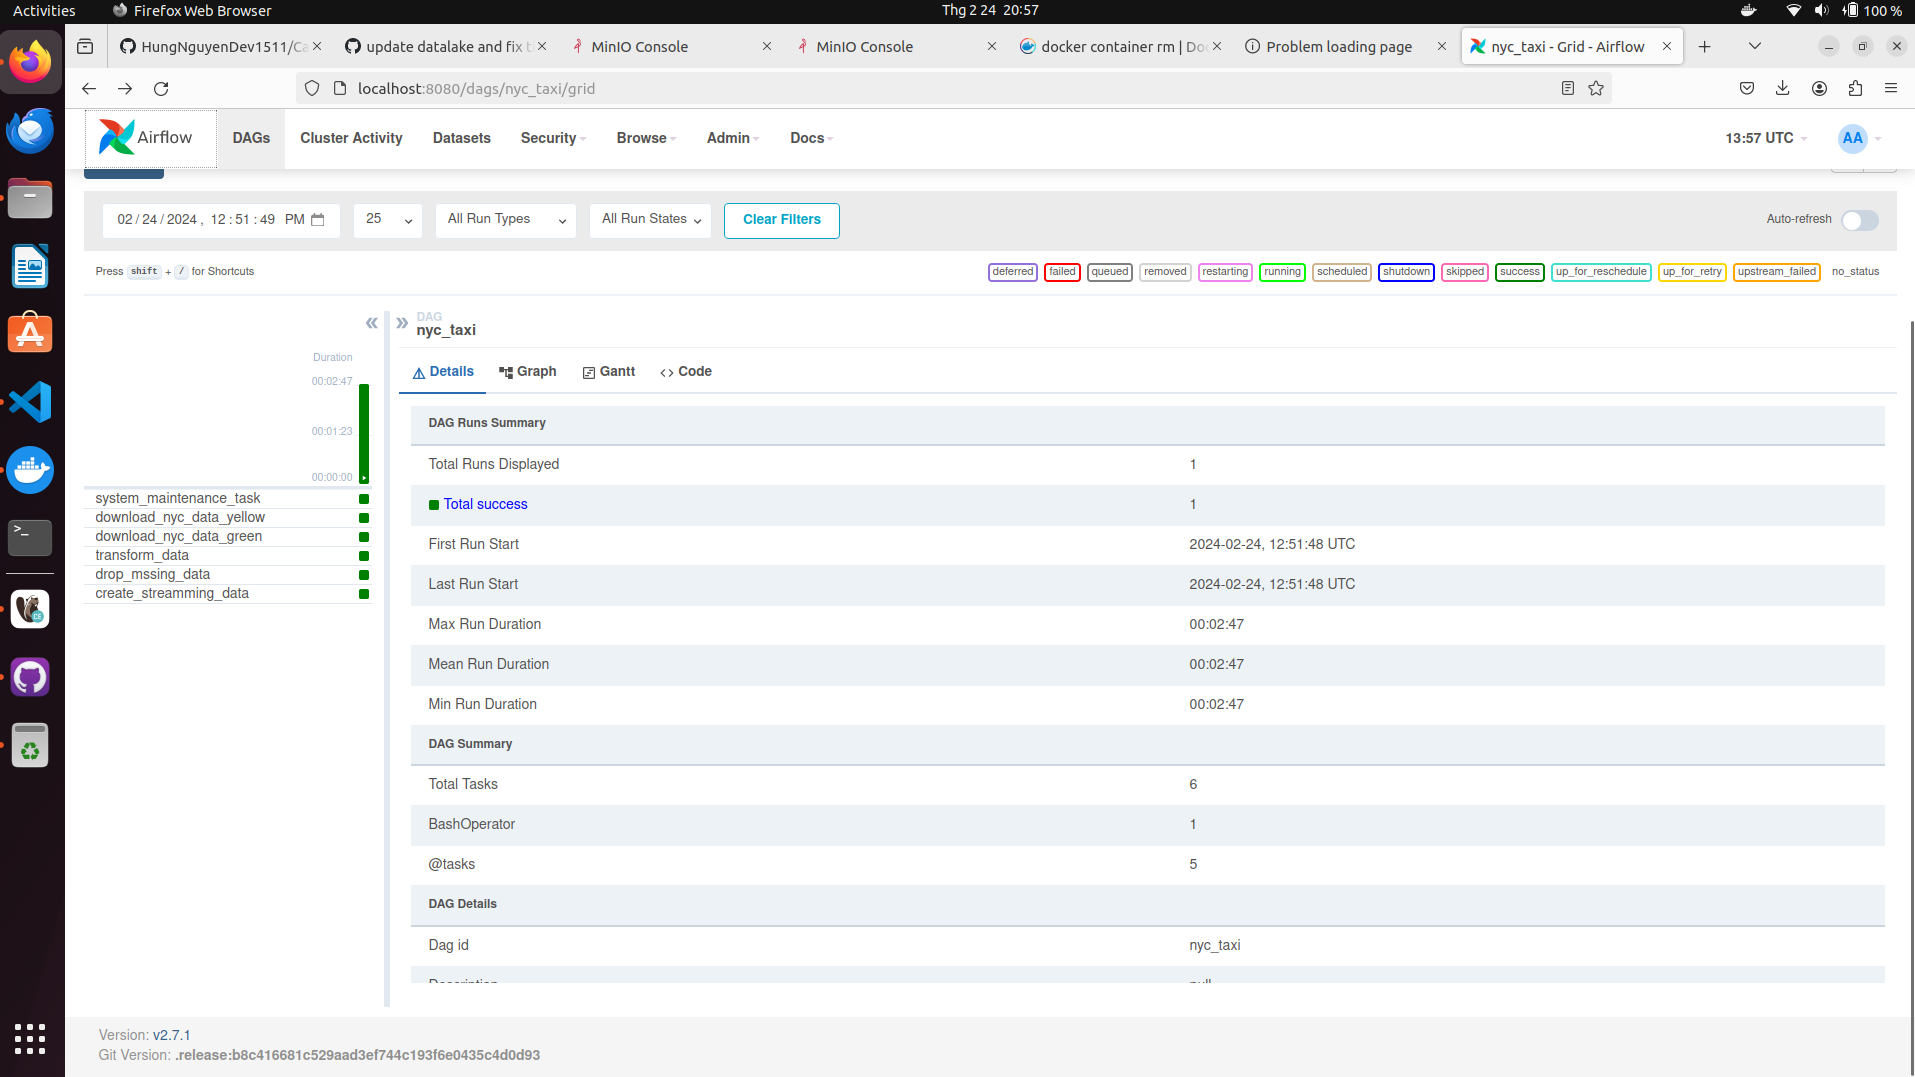 Activities
Firefox Web Browser
Thg 2 24 20:57
100 %
HungNguyenDev1511/Ca
update datalake and fix t
MinIO Console
MinIO Console
docker container rm | Do
Problem loading page
nyc_taxi - Grid - Airflow
localhost:8080/dags/nyc_taxi/grid
Airflow
DAGs
Cluster Activity
Datasets
Security
Browse
Admin
Docs
13:57 UTC
AA
02 / 24 / 2024 , 12 : 51 : 49 PM
25
All Run Types
All Run States
Clear Filters
Auto-refresh
Press shift + / for Shortcuts
deferred
failed
queued
removed
restarting
running
scheduled
shutdown
skipped
success
up_for_reschedule
up_for_retry
upstream_failed
no_status
Duration
00:02:47
00:01:23
00:00:00
system_maintenance_task
download_nyc_data_yellow
download_nyc_data_green
transform_data
drop_mssing_data
create_streamming_data
DAG
nyc_taxi
Details
Graph
Gantt
Code
DAG Runs Summary
Total Runs Displayed 1
Total success 1
First Run Start 2024-02-24, 12:51:48 UTC
Last Run Start 2024-02-24, 12:51:48 UTC
Max Run Duration 00:02:47
Mean Run Duration 00:02:47
Min Run Duration 00:02:47
DAG Summary
Total Tasks 6
BashOperator 1
@tasks 5
DAG Details
Dag id nyc_taxi
Description null
Version: v2.7.1
Git Version: .release:b8c416681c529aad3ef744c193f6e0435c4d0d93